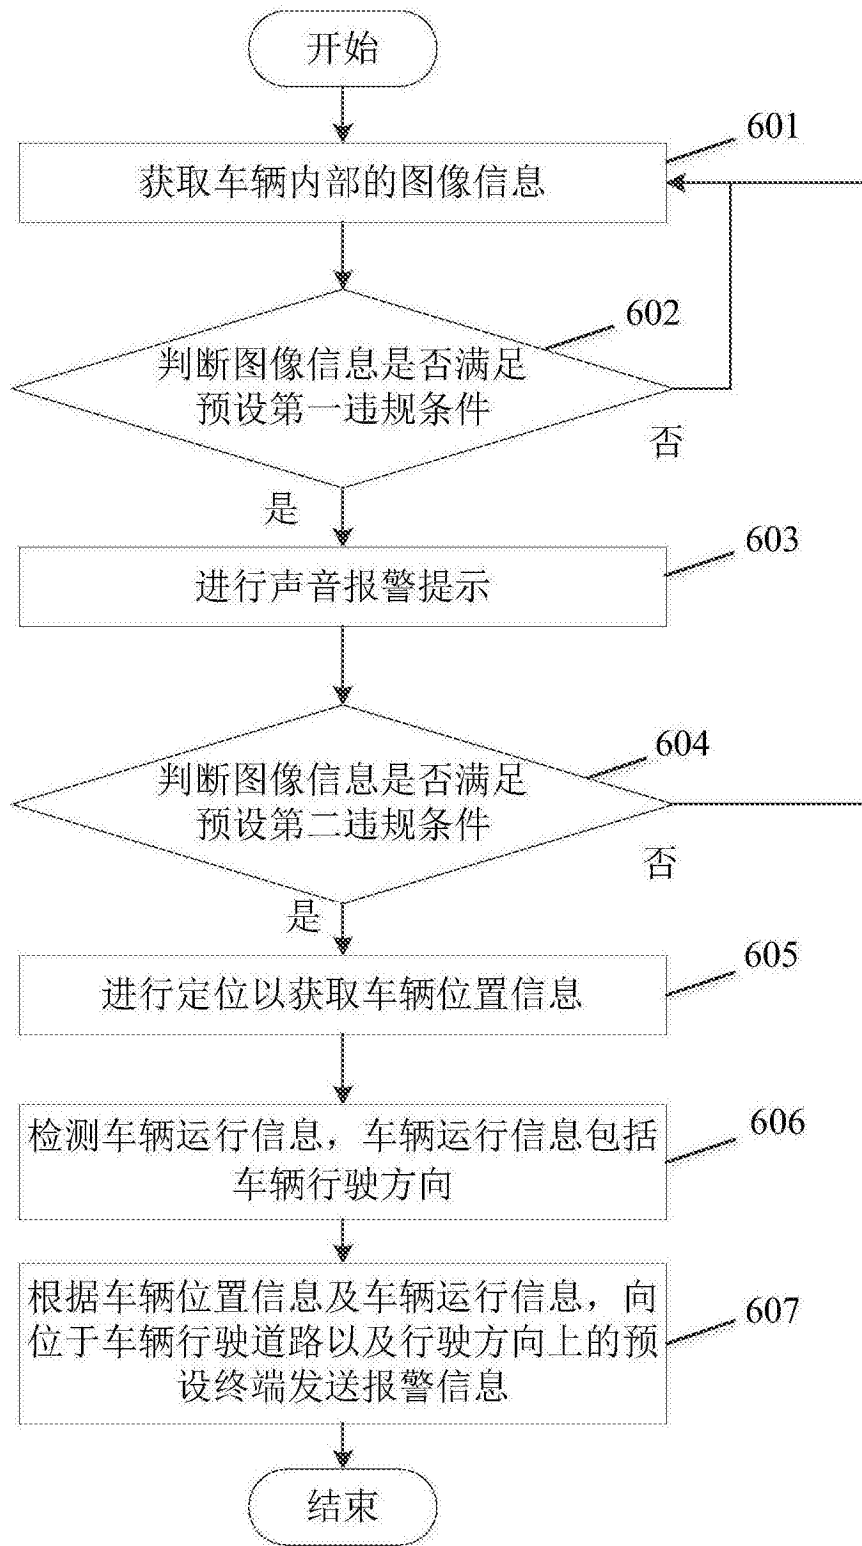 开始
601
获取车辆内部的图像信息
602
判断图像信息是否满足
预设第一违规条件
否
是
603
进行声音报警提示
604
判断图像信息是否满足
预设第二违规条件
否
是
605
进行定位以获取车辆位置信息
606
检测车辆运行信息，车辆运行信息包括
车辆行驶方向
607
根据车辆位置信息及车辆运行信息，向
位于车辆行驶道路以及行驶方向上的预
设终端发送报警信息
结束